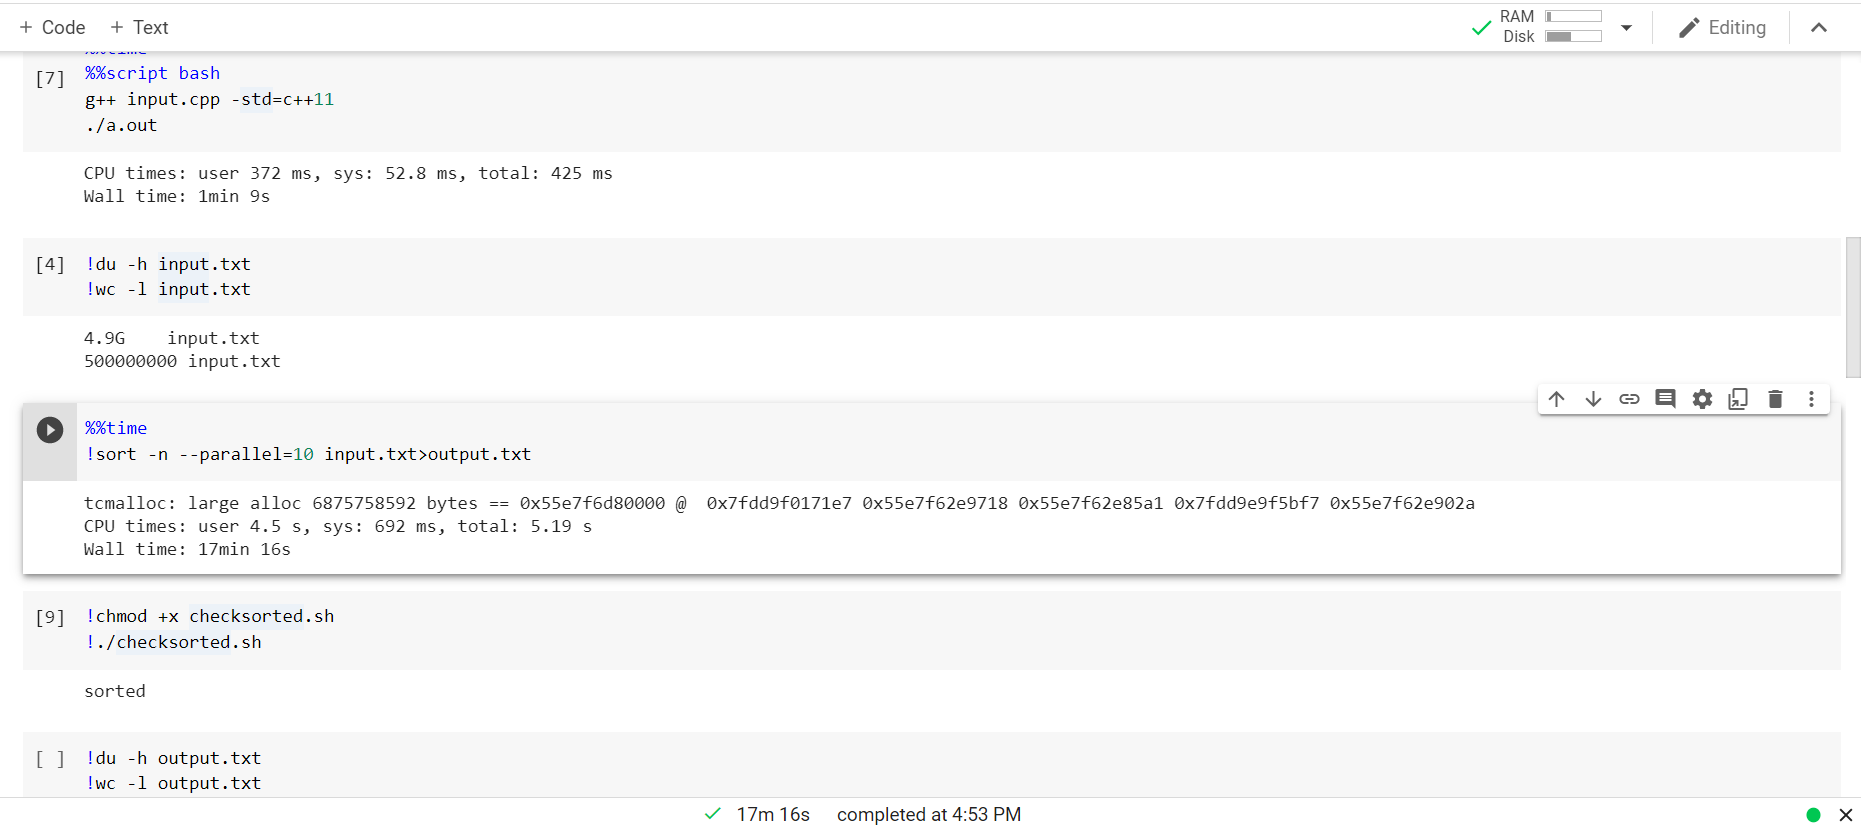 + Code + Text
RAM
Disk
Editing
%%time
[7] %%script bash
g++ input.cpp -std=c++11
./a.out
CPU times: user 372 ms, sys: 52.8 ms, total: 425 ms
Wall time: 1min 9s
[4] !du -h input.txt
!wc -l input.txt
4.9G input.txt
500000000 input.txt
%%time
!sort -n --parallel=10 input.txt>output.txt
tcmalloc: large alloc 6875758592 bytes == 0x55e7f6d80000 @ 0x7fdd9f0171e7 0x55e7f62e9718 0x55e7f62e85a1 0x7fdd9e9f5bf7 0x55e7f62e902a
CPU times: user 4.5 s, sys: 692 ms, total: 5.19 s
Wall time: 17min 16s
[9] !chmod +x checksorted.sh
!./checksorted.sh
sorted
[ ] !du -h output.txt
!wc -l output.txt
17m 16s completed at 4:53 PM